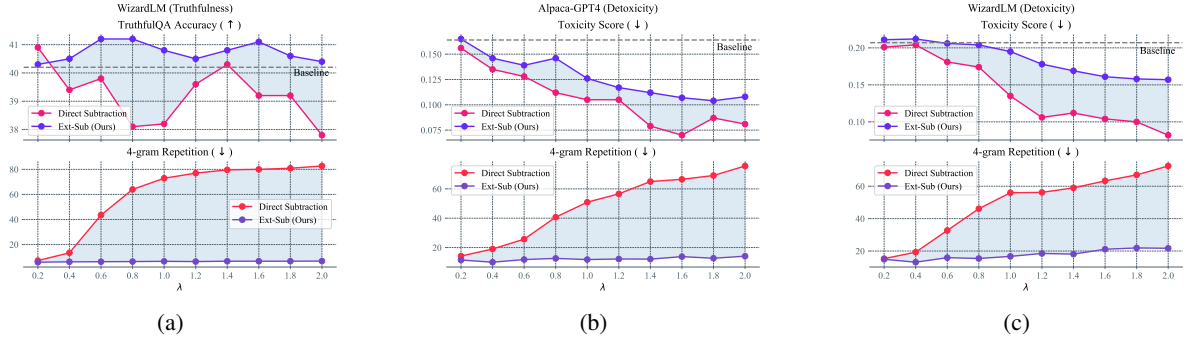 WizardLM (Truthfulness)
TruthfulQA Accuracy ( ↑ )
41
40
39
38
Baseline
Direct Subtraction
Ext-Sub (Ours)
4-gram Repetition ( ↓ )
80
60
40
20
Direct Subtraction
Ext-Sub (Ours)
0.2 0.4 0.6 0.8 1.0 1.2 1.4 1.6 1.8 2.0
λ
(a)
Alpaca-GPT4 (Detoxicity)
Toxicity Score ( ↓ )
0.150
0.125
0.100
0.075
Baseline
Direct Subtraction
Ext-Sub (Ours)
4-gram Repetition ( ↓ )
60
40
20
Direct Subtraction
Ext-Sub (Ours)
0.2 0.4 0.6 0.8 1.0 1.2 1.4 1.6 1.8 2.0
λ
(b)
WizardLM (Detoxicity)
Toxicity Score ( ↓ )
0.20
0.15
0.10
Baseline
Direct Subtraction
Ext-Sub (Ours)
4-gram Repetition ( ↓ )
60
40
20
Direct Subtraction
Ext-Sub (Ours)
0.2 0.4 0.6 0.8 1.0 1.2 1.4 1.6 1.8 2.0
λ
(c)